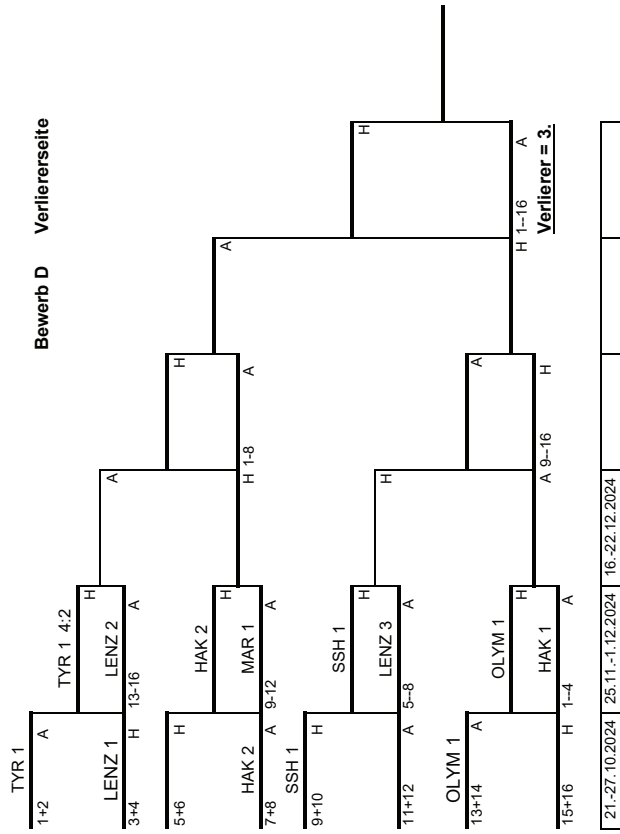 Bewerb D Verliererseite
TYR 1
1+2
A
LENZ 1
3+4
H
5+6
H
HAK 2
7+8
A
SSH 1
9+10
H
11+12
A
OLYM 1
13+14
A
15+16
H
21.-27.10.2024
TYR 1 4:2
H
LENZ 2
13-16
A
HAK 2
H
MAR 1
9-12
A
SSH 1
H
LENZ 3
5--8
A
OLYM 1
H
HAK 1
1--4
A
25.11.-1.12.2024
A
H 1-8
H
A 9--16
16.-22.12.2024
H
A
A
H
A
H 1--16
H
A
Verlierer = 3.